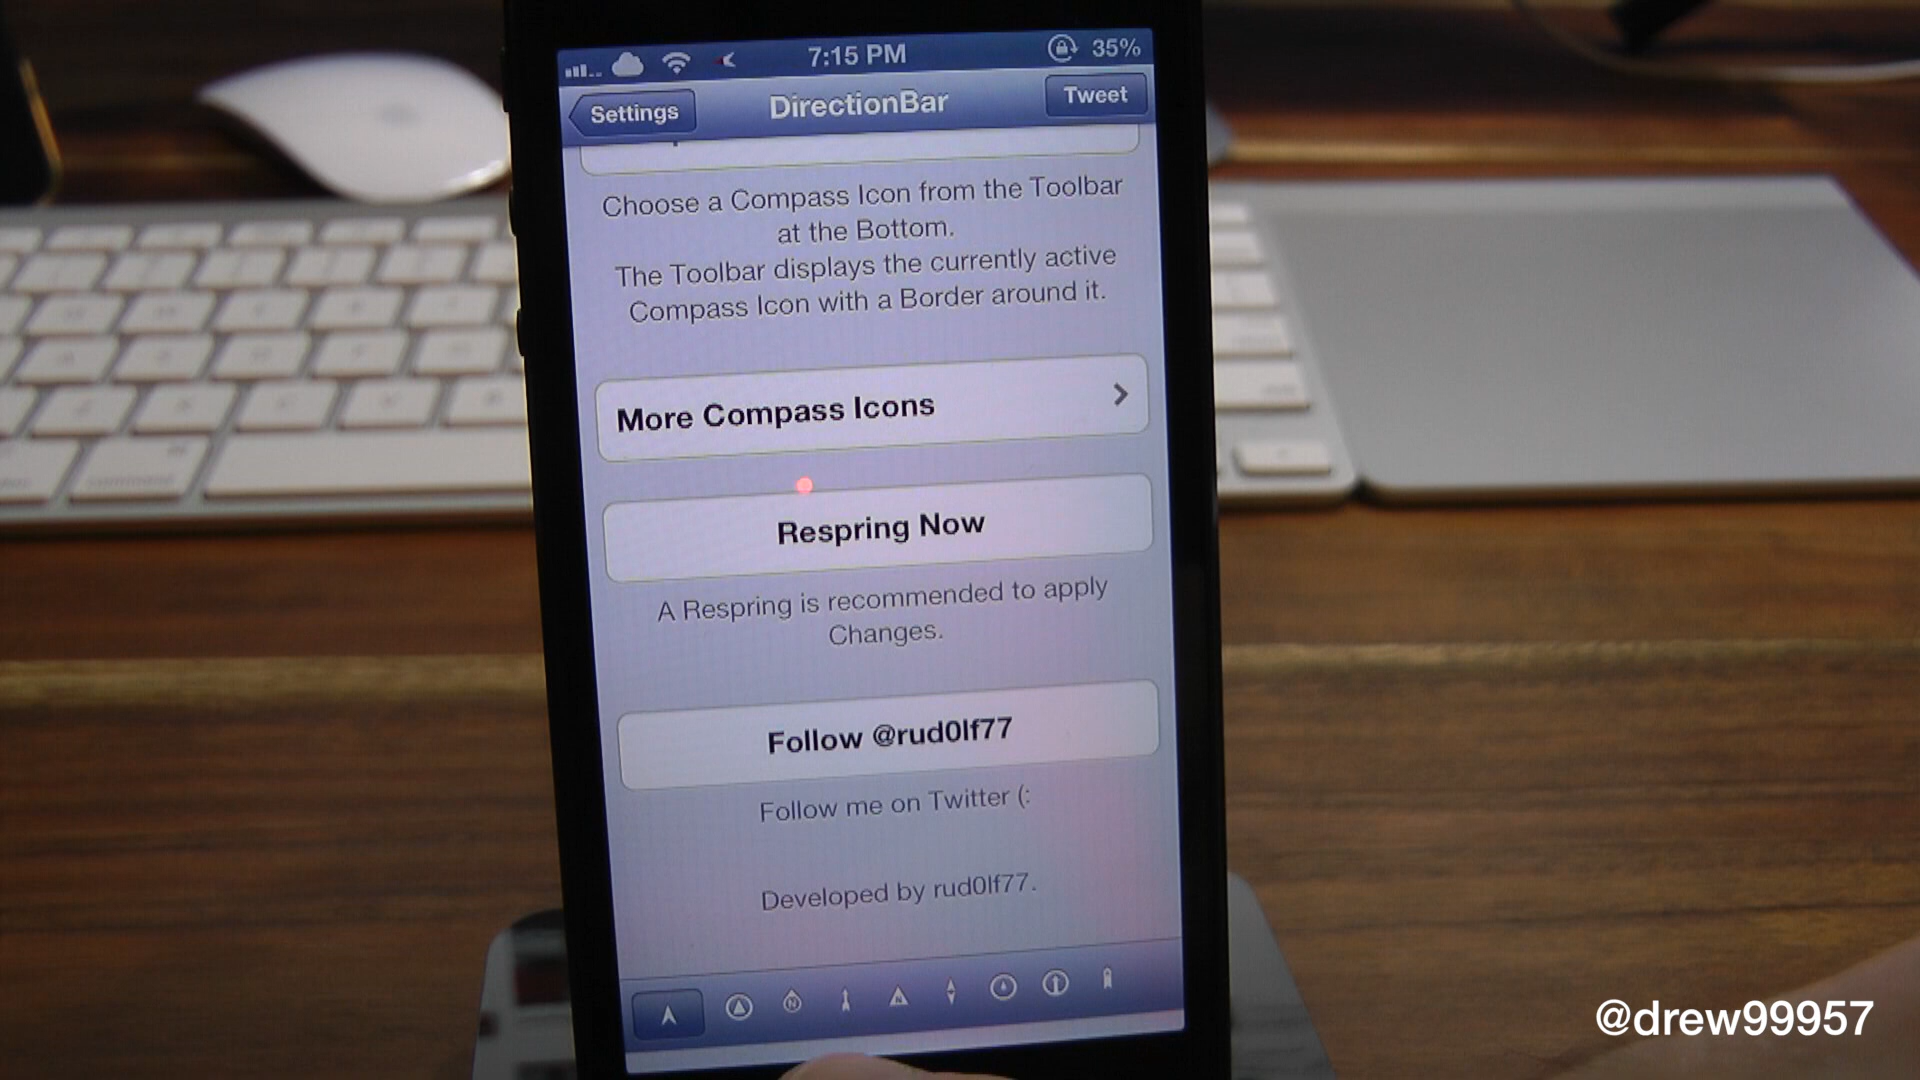 7:15 PM
35%
Settings
DirectionBar
Tweet
Choose a Compass Icon from the Toolbar
at the Bottom.
The Toolbar displays the currently active
Compass Icon with a Border around it.
More Compass Icons
Respring Now
A Respring is recommended to apply
Changes.
Follow @rud0lf77
Follow me on Twitter (:
Developed by rud0lf77.
@drew99957